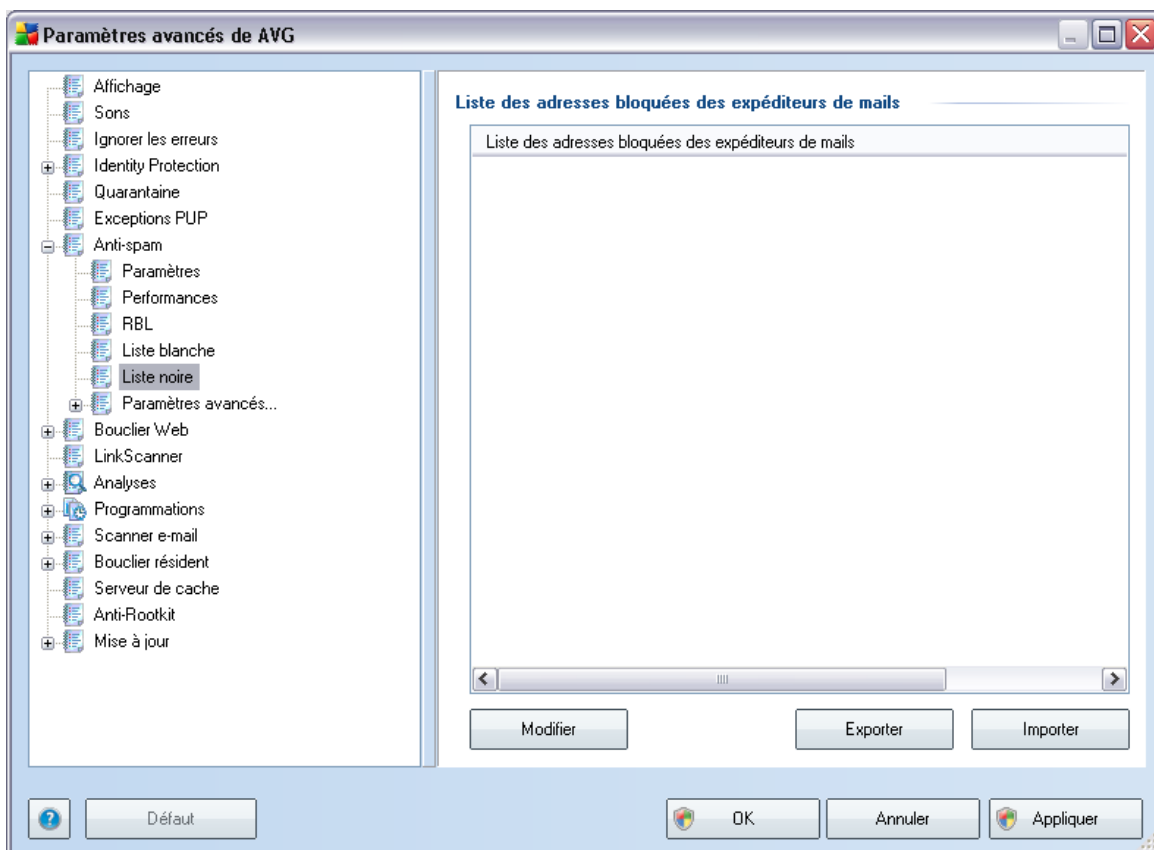 Paramètres avancés de AVG
Affichage
Sons
Ignorer les erreurs
Identity Protection
Quarantaine
Exceptions PUP
Anti-spam
Paramètres
Performances
RBL
Liste blanche
Liste noire
Paramètres avancés...
Bouclier Web
LinkScanner
Analyses
Programmations
Scanner e-mail
Bouclier résident
Serveur de cache
Anti-Rootkit
Mise à jour
Liste des adresses bloquées des expéditeurs de mails
Liste des adresses bloquées des expéditeurs de mails
Modifier
Exporter
Importer
Défaut
OK
Annuler
Appliquer